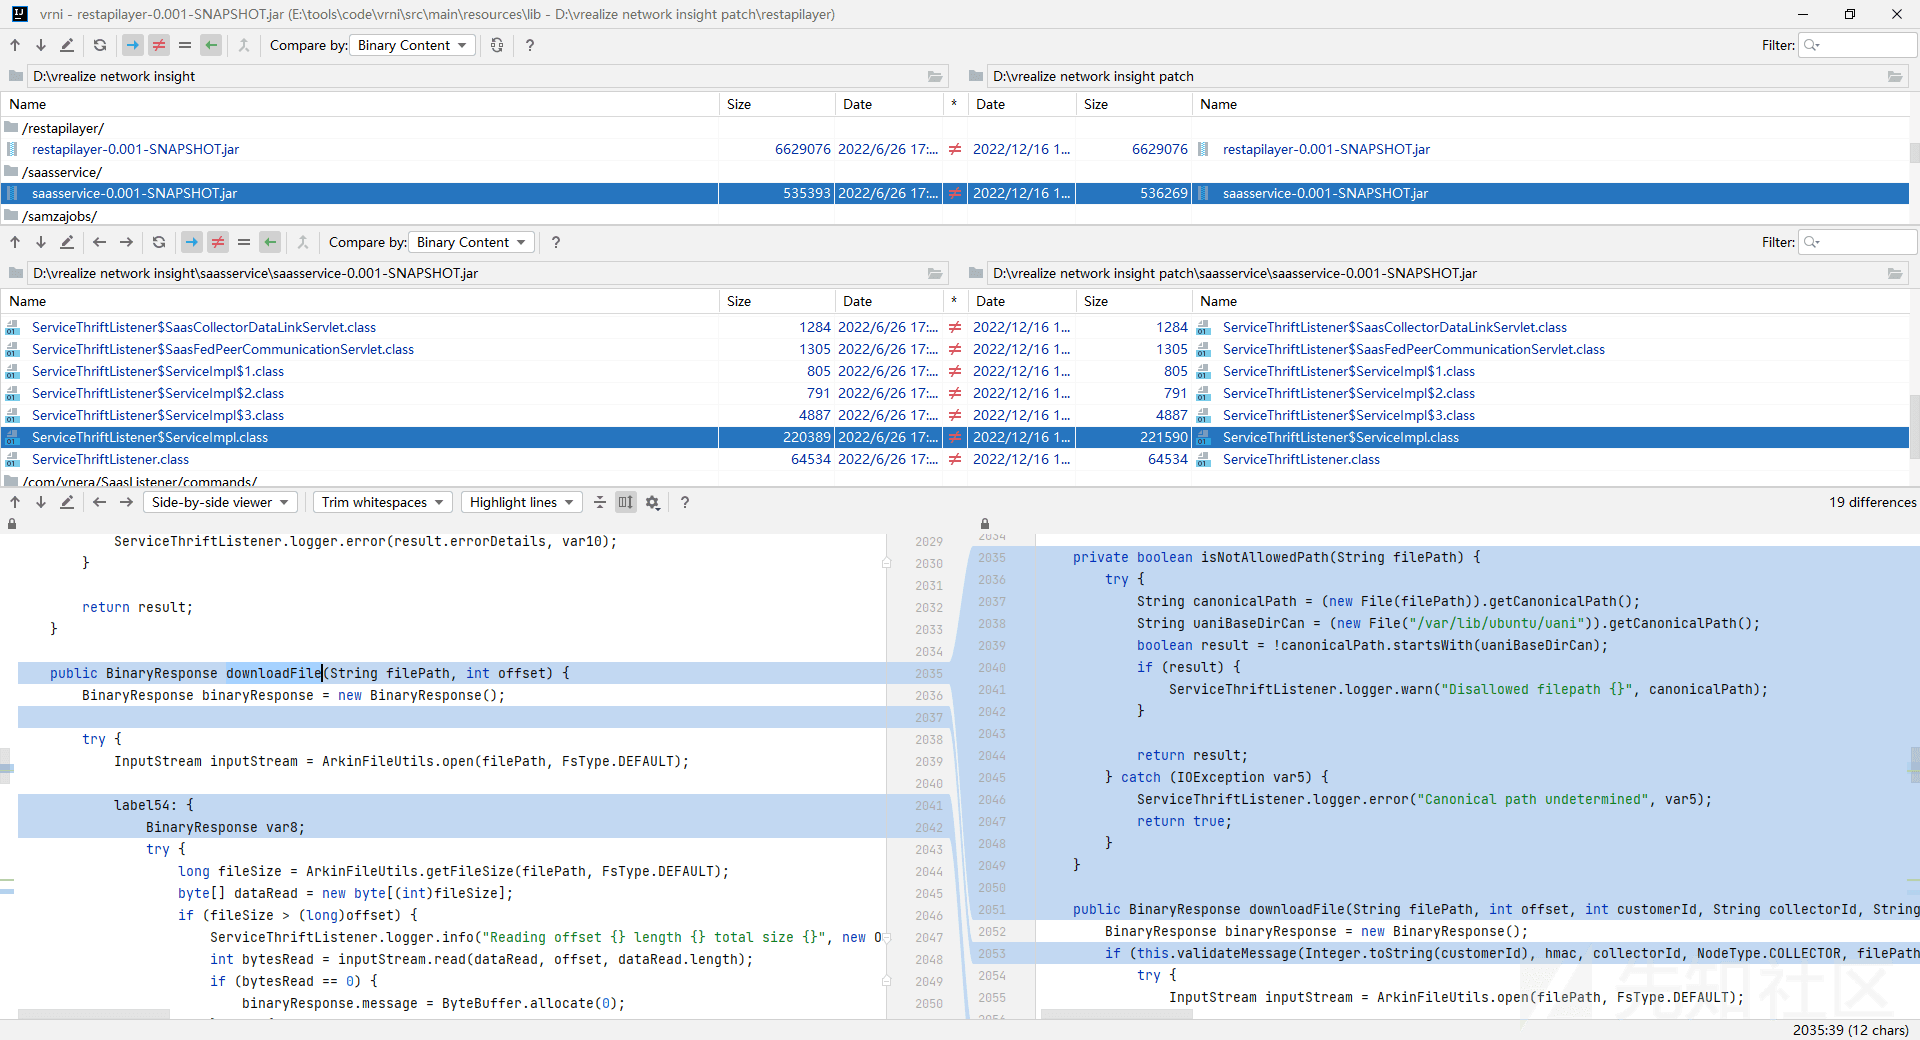 vrni - restapilayer-0.001-SNAPSHOT.jar (E:\tools\code\vrni\src\main\resources\lib - D:\vrealize network insight patch\restapilayer)
Compare by: Binary Content ? Filter:
D:\vrealize network insight D:\vrealize network insight patch
Name Size Date * Date Size Name
/restapilayer/
restapilayer-0.001-SNAPSHOT.jar 6629076 2022/6/26 17:... ≠ 2022/12/16 1... 6629076 restapilayer-0.001-SNAPSHOT.jar
/saasservice/
saasservice-0.001-SNAPSHOT.jar 535393 2022/6/26 17:... ≠ 2022/12/16 1... 536269 saasservice-0.001-SNAPSHOT.jar
/samzajobs/
Compare by: Binary Content ? Filter:
D:\vrealize network insight\saasservice\saasservice-0.001-SNAPSHOT.jar D:\vrealize network insight patch\saasservice\saasservice-0.001-SNAPSHOT.jar
Name Size Date * Date Size Name
ServiceThriftListener$SaasCollectorDataLinkServlet.class 1284 2022/6/26 17:... ≠ 2022/12/16 1... 1284 ServiceThriftListener$SaasCollectorDataLinkServlet.class
ServiceThriftListener$SaasFedPeerCommunicationServlet.class 1305 2022/6/26 17:... ≠ 2022/12/16 1... 1305 ServiceThriftListener$SaasFedPeerCommunicationServlet.class
ServiceThriftListener$ServiceImpl$1.class 805 2022/6/26 17:... ≠ 2022/12/16 1... 805 ServiceThriftListener$ServiceImpl$1.class
ServiceThriftListener$ServiceImpl$2.class 791 2022/6/26 17:... ≠ 2022/12/16 1... 791 ServiceThriftListener$ServiceImpl$2.class
ServiceThriftListener$ServiceImpl$3.class 4887 2022/6/26 17:... ≠ 2022/12/16 1... 4887 ServiceThriftListener$ServiceImpl$3.class
ServiceThriftListener$ServiceImpl.class 220389 2022/6/26 17:... ≠ 2022/12/16 1... 221590 ServiceThriftListener$ServiceImpl.class
ServiceThriftListener.class 64534 2022/6/26 17:... ≠ 2022/12/16 1... 64534 ServiceThriftListener.class
/com/vnera/SaasListener/commands/
Side-by-side viewer Trim whitespaces Highlight lines ? 19 differences
ServiceThriftListener.logger.error(result.errorDetails, var10); 2029
} 2030
2031
return result; 2032
} 2033
2034
public BinaryResponse downloadFile(String filePath, int offset) { 2035
BinaryResponse binaryResponse = new BinaryResponse(); 2036
2037
try { 2038
InputStream inputStream = ArkinFileUtils.open(filePath, FsType.DEFAULT); 2039
2040
label54: { 2041
BinaryResponse var8; 2042
try { 2043
long fileSize = ArkinFileUtils.getFileSize(filePath, FsType.DEFAULT); 2044
byte[] dataRead = new byte[(int)fileSize]; 2045
if (fileSize > (long)offset) { 2046
ServiceThriftListener.logger.info("Reading offset {} length {} total size {}", new O 2047
int bytesRead = inputStream.read(dataRead, offset, dataRead.length); 2048
if (bytesRead == 0) { 2049
binaryResponse.message = ByteBuffer.allocate(0); 2050
2034
2035 private boolean isNotAllowedPath(String filePath) {
2036 try {
2037 String canonicalPath = (new File(filePath)).getCanonicalPath();
2038 String uaniBaseDirCan = (new File("/var/lib/ubuntu/uani")).getCanonicalPath();
2039 boolean result = !canonicalPath.startsWith(uaniBaseDirCan);
2040 if (result) {
2041 ServiceThriftListener.logger.warn("Disallowed filepath {}", canonicalPath);
2042 }
2043
2044 return result;
2045 } catch (IOException var5) {
2046 ServiceThriftListener.logger.error("Canonical path undetermined", var5);
2047 return true;
2048 }
2049 }
2050
2051 public BinaryResponse downloadFile(String filePath, int offset, int customerId, String collectorId, String
2052 BinaryResponse binaryResponse = new BinaryResponse();
2053 if (this.validateMessage(Integer.toString(customerId), hmac, collectorId, NodeType.COLLECTOR, filePath
2054 try {
2055 InputStream inputStream = ArkinFileUtils.open(filePath, FsType.DEFAULT);
2056
先知社区
2035:39 (12 chars)